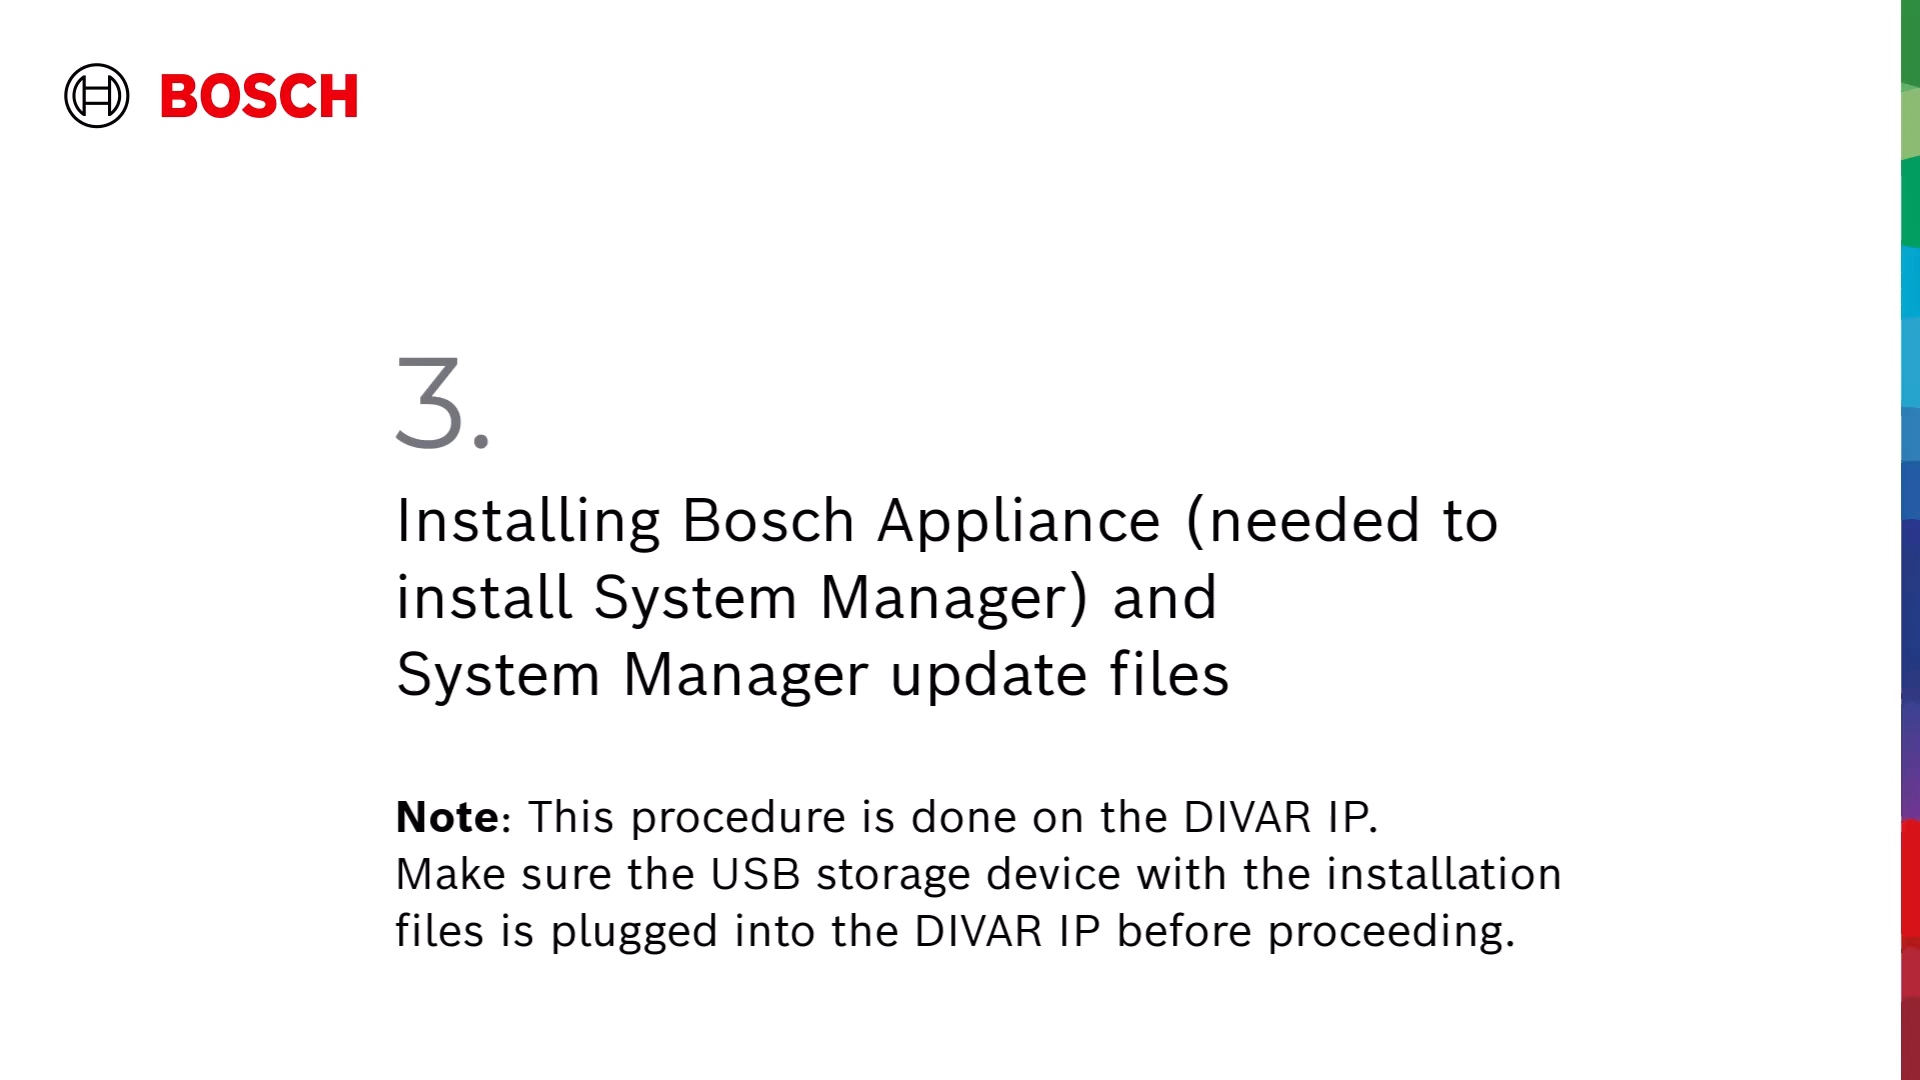 BOSCH
3.
Installing Bosch Appliance (needed to
install System Manager) and
System Manager update files
Note: This procedure is done on the DIVAR IP.
Make sure the USB storage device with the installation
files is plugged into the DIVAR IP before proceeding.